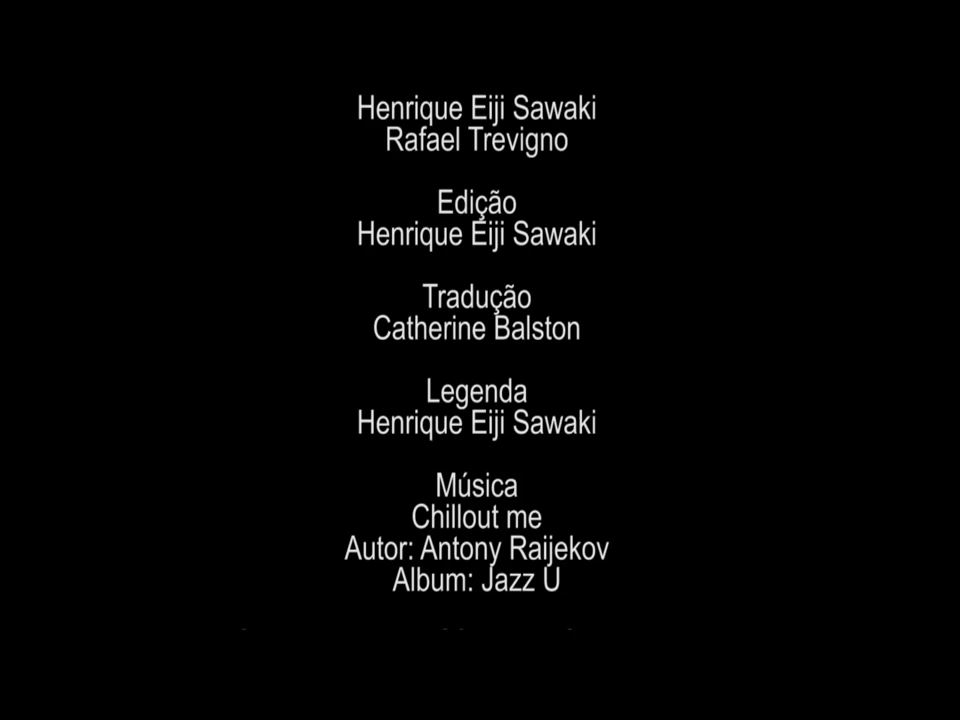 Henrique Eiji Sawaki
Rafael Trevigno
Edição
Henrique Eiji Sawaki
Tradução
Catherine Balston
Legenda
Henrique Eiji Sawaki
Música
Chillout me
Autor: Antony Raijekov
Album: Jazz U